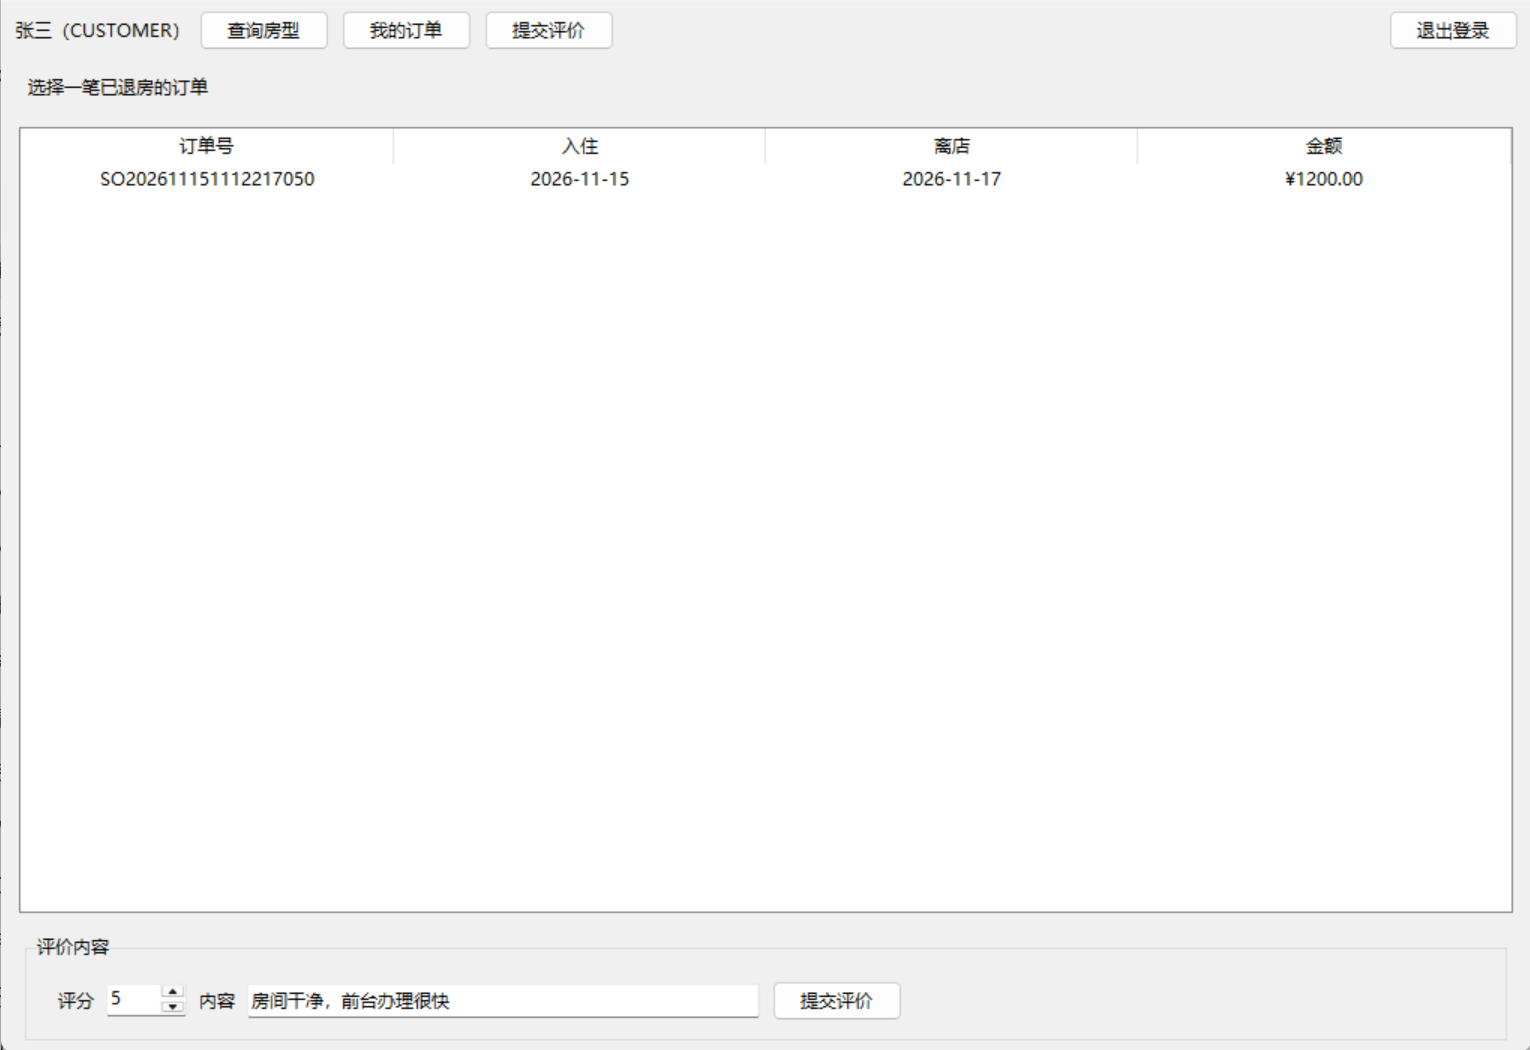 张三（CUSTOMER） 查询房型 我的订单 提交评价 退出登录
选择一笔已退房的订单
订单号 入住 离店 金额
SO202611151112217050 2026-11-15 2026-11-17 ¥1200.00
评价内容
评分 5 内容 房间干净，前台办理很快 提交评价